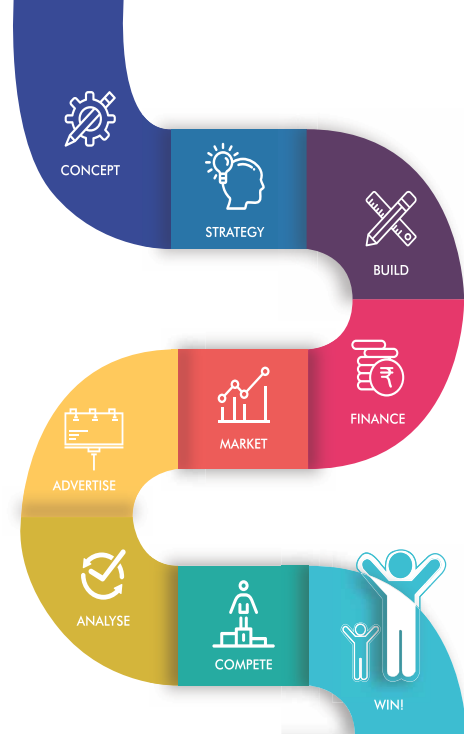 CONCEPT
STRATEGY
BUILD
FINANCE
₹
MARKET
ADVERTISE
ANALYSE
COMPETE
WIN!